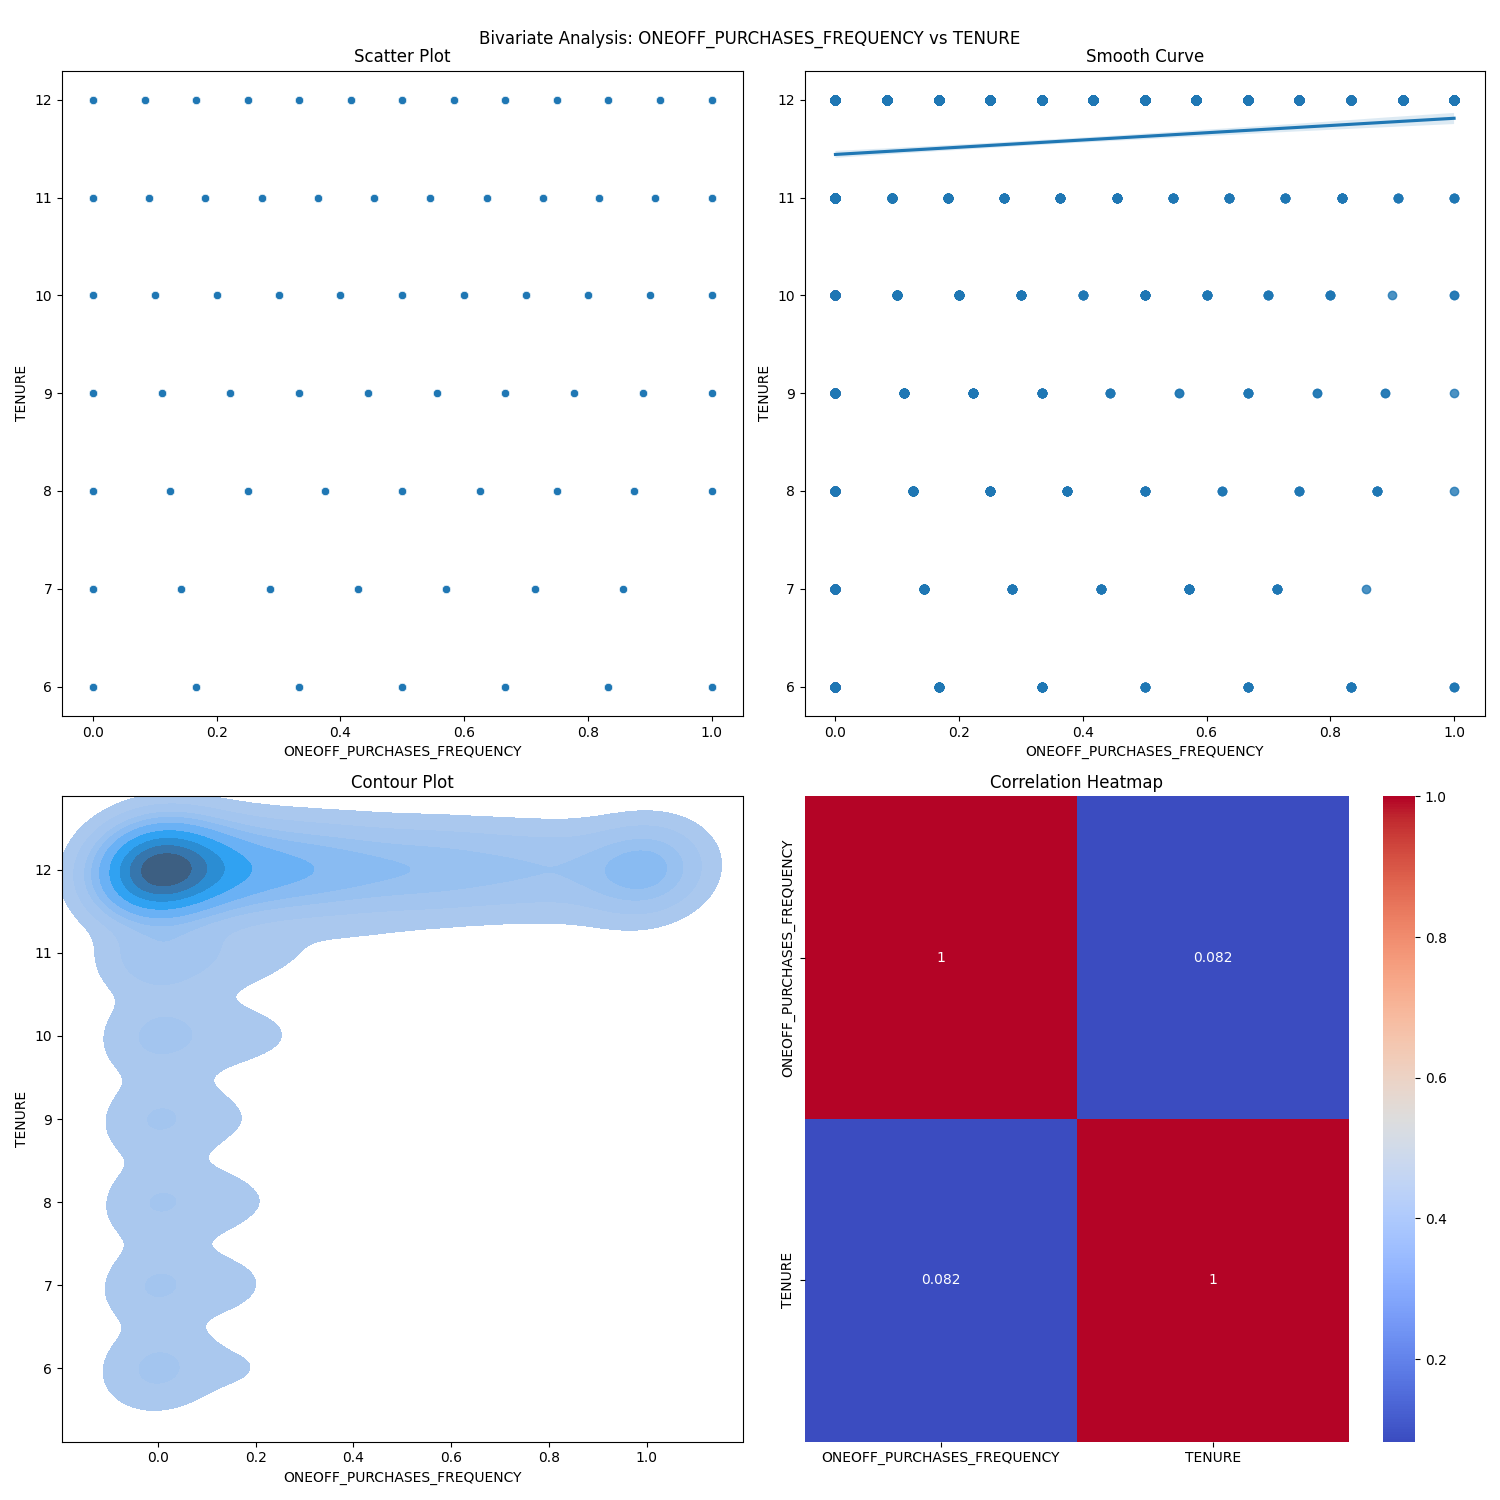 Bivariate Analysis: ONEOFF_PURCHASES_FREQUENCY vs TENURE
Scatter Plot
12
11
10
9
8
7
6
TENURE
0.0 0.2 0.4 0.6 0.8 1.0
ONEOFF_PURCHASES_FREQUENCY
Smooth Curve
12
11
10
9
8
7
6
TENURE
0.0 0.2 0.4 0.6 0.8 1.0
ONEOFF_PURCHASES_FREQUENCY
Contour Plot
12
11
10
9
8
7
6
TENURE
0.0 0.2 0.4 0.6 0.8 1.0
ONEOFF_PURCHASES_FREQUENCY
Correlation Heatmap
ONEOFF_PURCHASES_FREQUENCY
TENURE
1 0.082
0.082 1
ONEOFF_PURCHASES_FREQUENCY TENURE
1.0
0.8
0.6
0.4
0.2